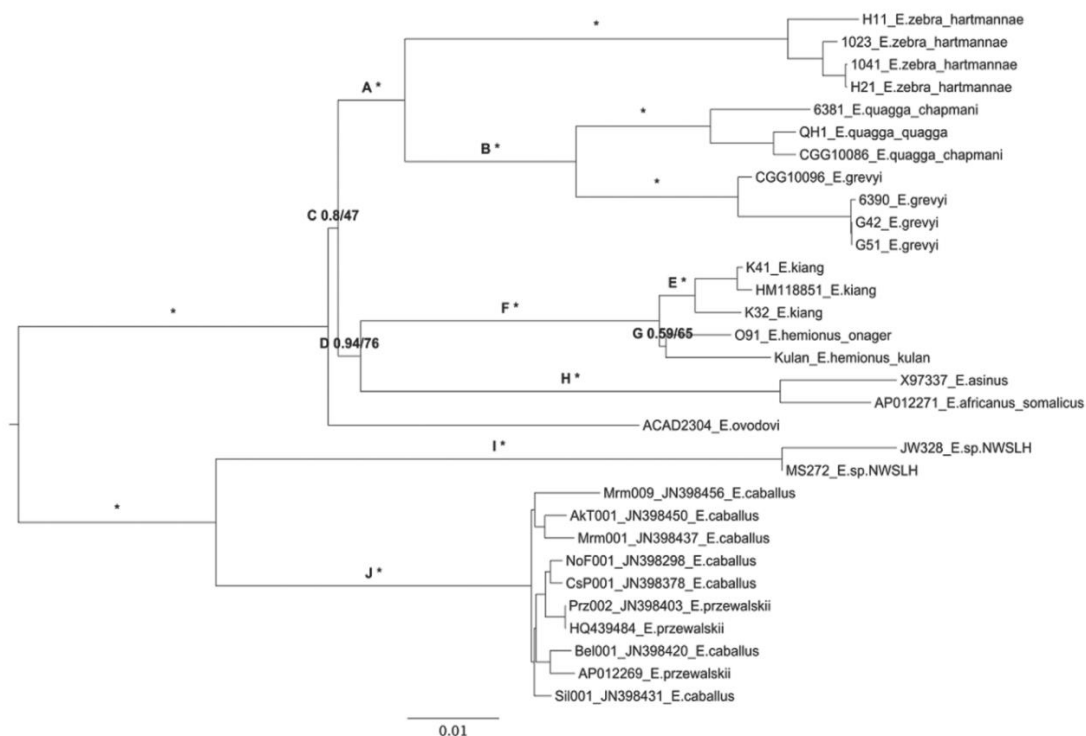 *
H11_E.zebra_hartmannae
1023_E.zebra_hartmannae
1041_E.zebra_hartmannae
A *
H21_E.zebra_hartmannae
*
6381_E.quagga_chapmani
QH1_E.quagga_quagga
B *
CGG10086_E.quagga_chapmani
*
CGG10096_E.grevyi
6390_E.grevyi
C 0.8/47
G42_E.grevyi
G51_E.grevyi
K41_E.kiang
E *
HM118851_E.kiang
F *
K32_E.kiang
*
G 0.59/65
O91_E.hemionus_onager
D 0.94/76
Kulan_E.hemionus_kulan
H *
X97337_E.asinus
AP012271_E.africanus_somalicus
ACAD2304_E.ovodovi
I *
JW328_E.sp.NWSLH
MS272_E.sp.NWSLH
Mrm009_JN398456_E.caballus
*
AkT001_JN398450_E.caballus
Mrm001_JN398437_E.caballus
NoF001_JN398298_E.caballus
J *
CsP001_JN398378_E.caballus
Prz002_JN398403_E.przewalskii
HQ439484_E.przewalskii
Bel001_JN398420_E.caballus
AP012269_E.przewalskii
Sil001_JN398431_E.caballus
0.01